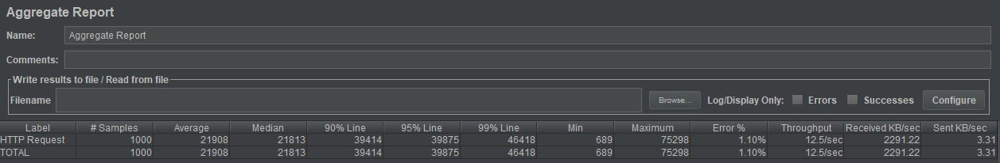 Aggregate Report
Name: Aggregate Report
Comments:
Write results to file / Read from file
Filename Browse... Log/Display Only: Errors Successes Configure
Label # Samples Average Median 90% Line 95% Line 99% Line Min Maximum Error % Throughput Received KB/sec Sent KB/sec
HTTP Request 1000 21908 21813 39414 39875 46418 689 75298 1.10% 12.5/sec 2291.22 3.31
TOTAL 1000 21908 21813 39414 39875 46418 689 75298 1.10% 12.5/sec 2291.22 3.31